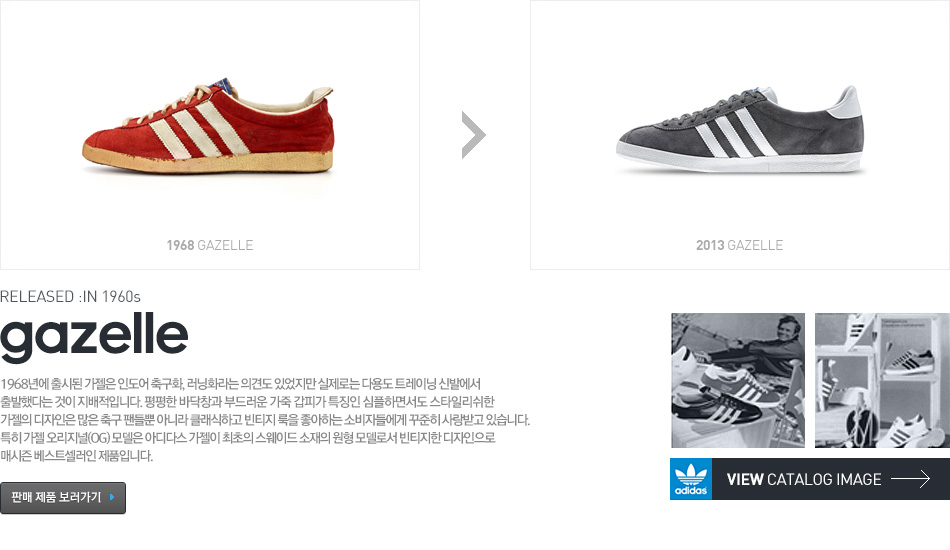 1968 GAZELLE
2013 GAZELLE
RELEASED :IN 1960s
gazelle
1968년에 출시된 가젤은 인도어 축구화, 러닝화라는 의견도 있었지만 실제로는 다용도 트레이닝 신발에서
출발했다는 것이 지배적입니다. 평평한 바닥창과 부드러운 가죽 갑피가 특징인 심플하면서도 스타일리쉬한
가젤의 디자인은 많은 축구 팬들뿐 아니라 클래식하고 빈티지 룩을 좋아하는 소비자들에게 꾸준히 사랑받고 있습니다.
특히 가젤 오리지널(OG) 모델은 아디다스 가젤이 최초의 스웨이드 소재의 원형 모델로서 빈티지한 디자인으로
매시즌 베스트셀러인 제품입니다.
판매 제품 보러가기
adidas
VIEW CATALOG IMAGE